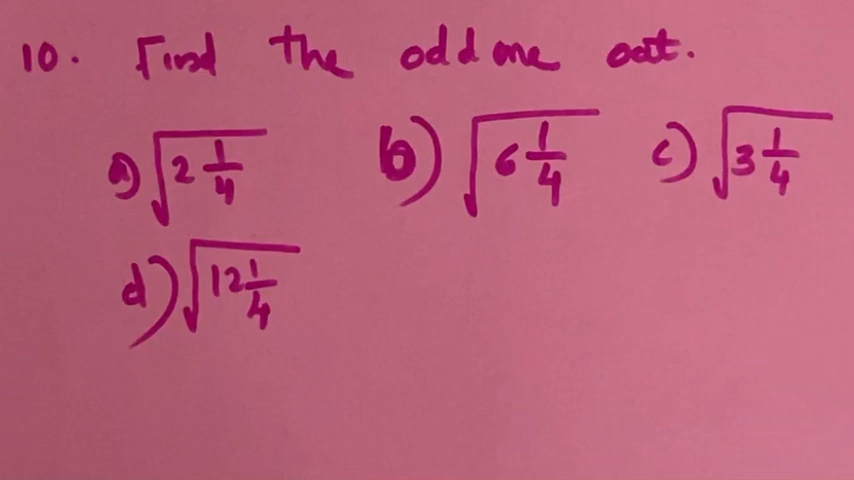 10. Find the odd one out.
a) √2 1/4 b) √6 1/4 c) √3 1/4
d) √12 1/4